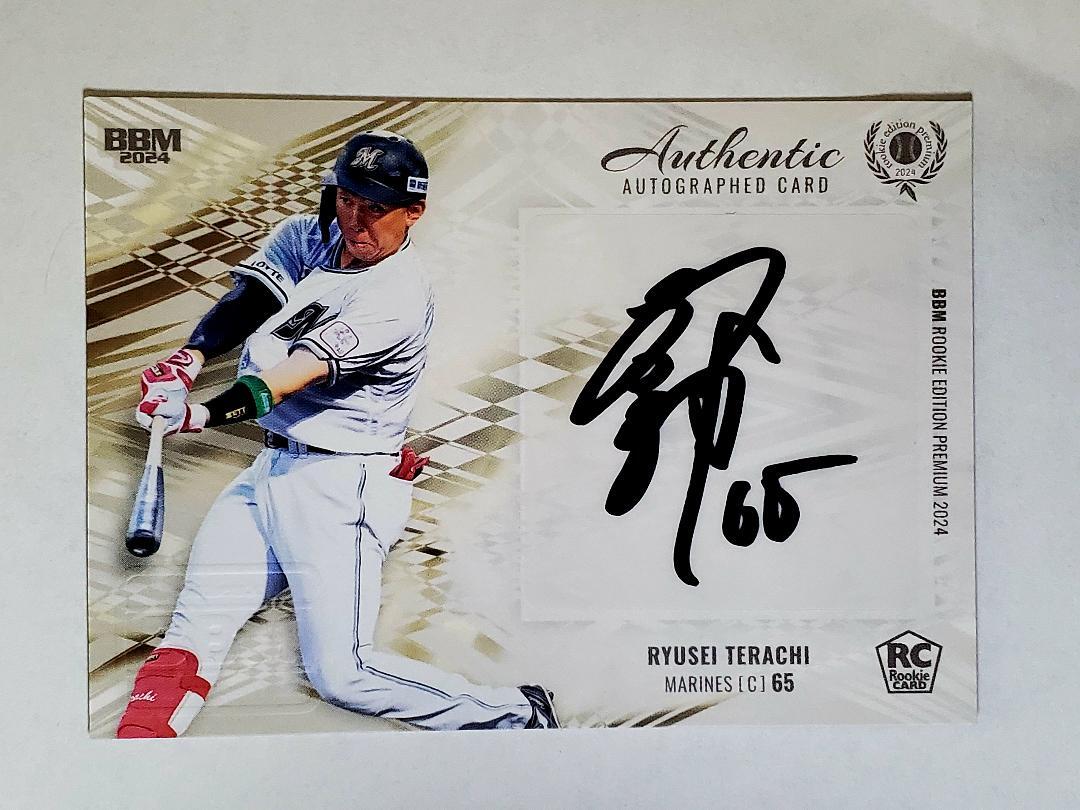 BBM
2024
Authentic
AUTOGRAPHED CARD
rookie edition premium
2024
M
LOTTE
M
ZETT
65
BBM ROOKIE EDITION PREMIUM 2024
RYUSEI TERACHI
MARINES [C] 65
RC
Rookie
CARD